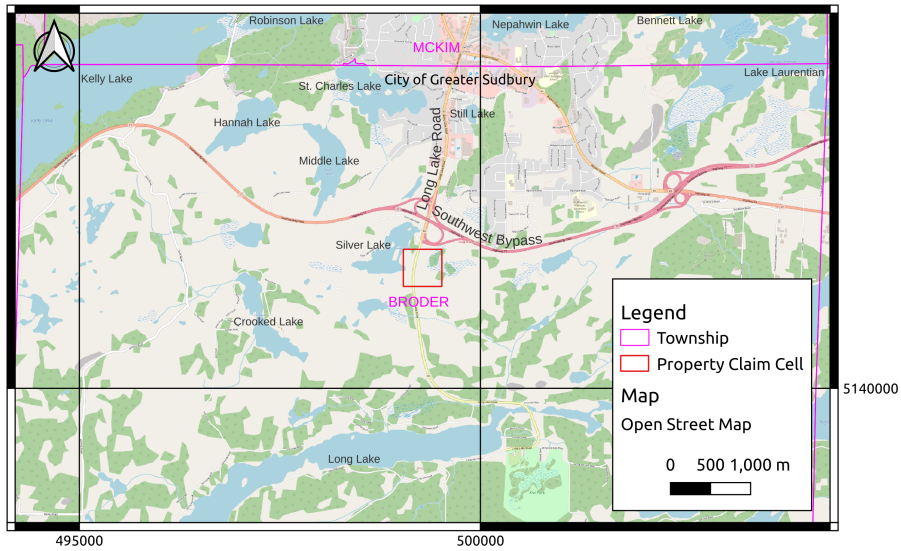 Robinson Lake
Nepahwin Lake
Bennett Lake
MCKIM
Kelly Lake
City of Greater Sudbury
Lake Laurentian
St. Charles Lake
Still Lake
Hannah Lake
Middle Lake
Long Lake Road
Southwest Bypass
Silver Lake
BRODER
Crooked Lake
Long Lake
Legend
Township
Property Claim Cell
Map
Open Street Map
0 500 1,000 m
5140000
495000
500000